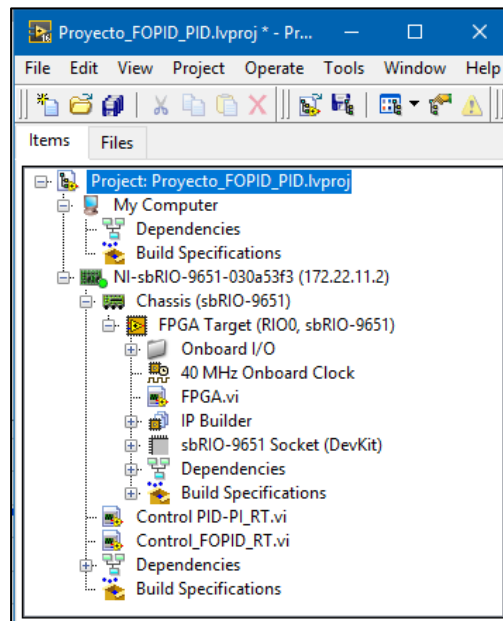 Proyecto_FOPID_PID.lvproj * - Pr...
File Edit View Project Operate Tools Window Help
Items Files
Project: Proyecto_FOPID_PID.lvproj
My Computer
Dependencies
Build Specifications
NI-sbRIO-9651-030a53f3 (172.22.11.2)
Chassis (sbRIO-9651)
FPGA Target (RIO0, sbRIO-9651)
Onboard I/O
40 MHz Onboard Clock
FPGA.vi
IP Builder
sbRIO-9651 Socket (DevKit)
Dependencies
Build Specifications
Control PID-PI_RT.vi
Control_FOPID_RT.vi
Dependencies
Build Specifications